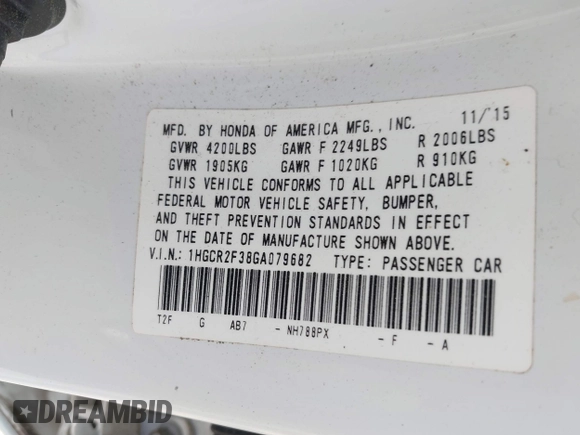 MFD. BY HONDA OF AMERICA MFG., INC. 11/'15
GVWR 4200LBS GAWR F 2249LBS R 2006LBS
GVWR 1905KG GAWR F 1020KG R 910KG
THIS VEHICLE CONFORMS TO ALL APPLICABLE
FEDERAL MOTOR VEHICLE SAFETY, BUMPER,
AND THEFT PREVENTION STANDARDS IN EFFECT
ON THE DATE OF MANUFACTURE SHOWN ABOVE.
V.I.N.: 1HGCR2F38GA079682 TYPE: PASSENGER CAR
T2F G AB7 - NH788PX - F - A
DREAMBID